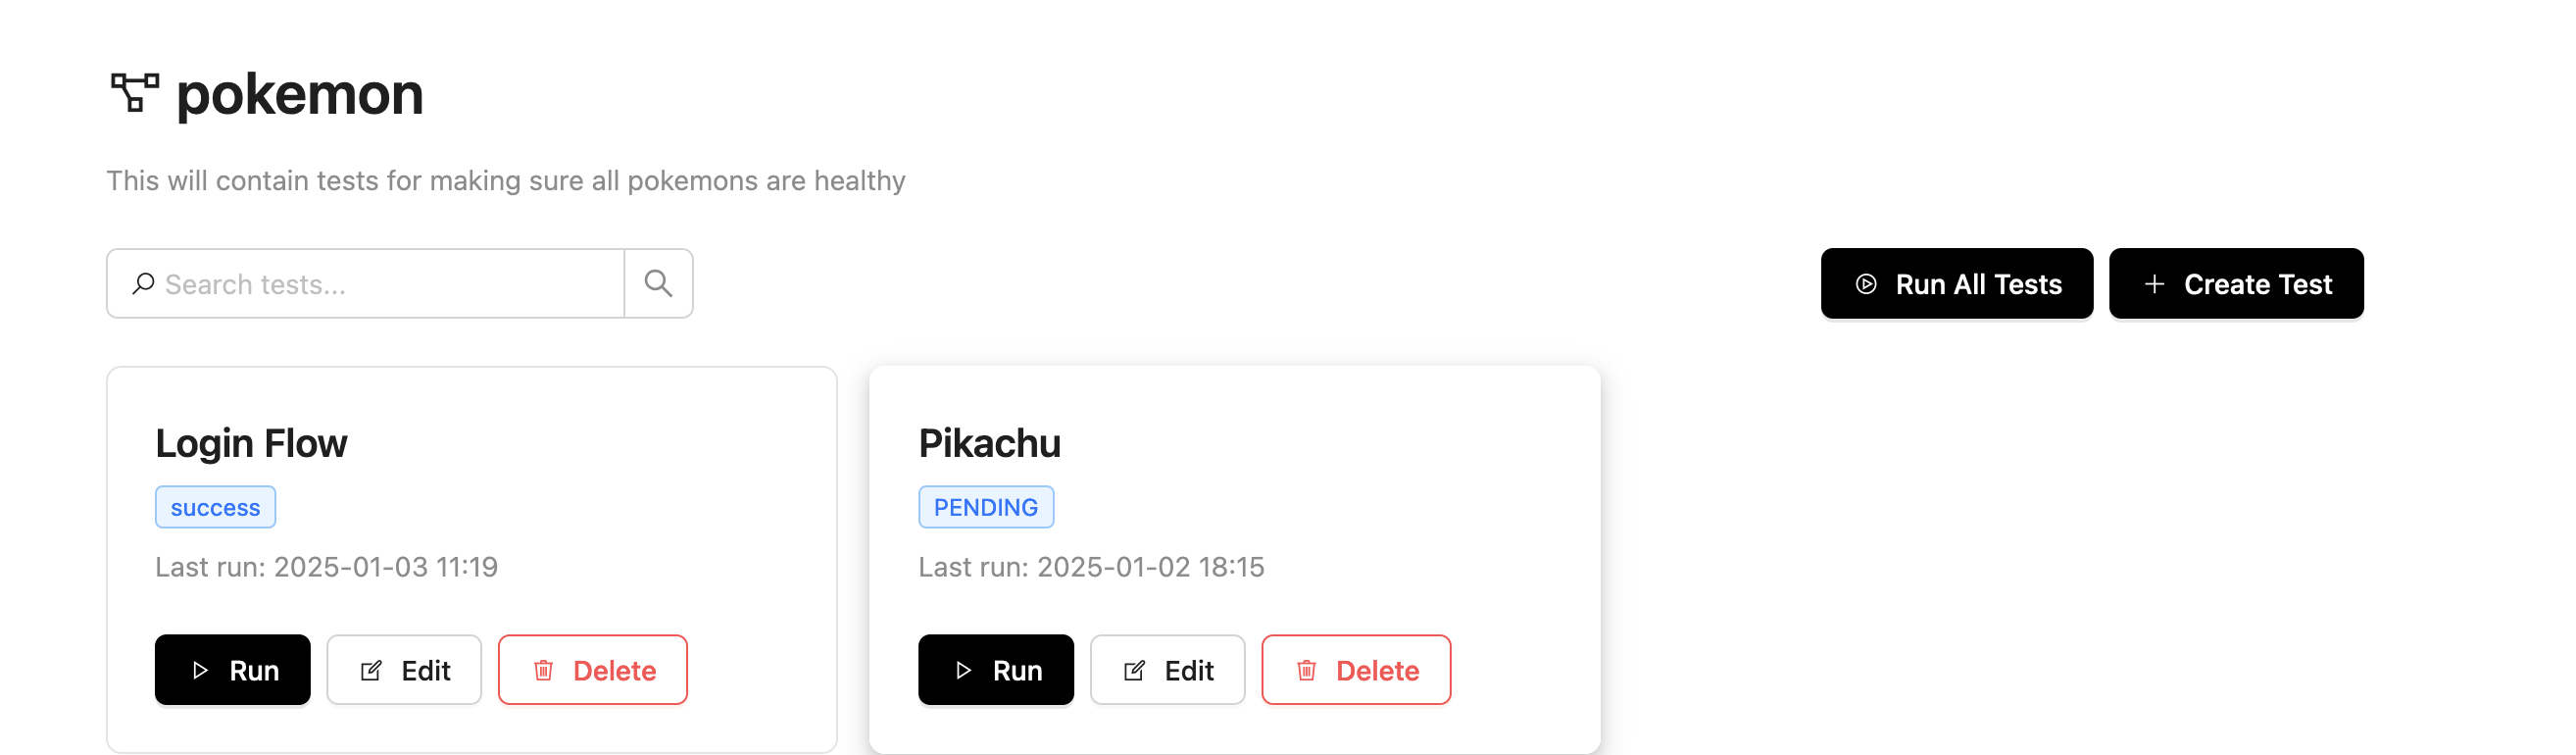 pokemon
This will contain tests for making sure all pokemons are healthy
Search tests...
Run All Tests
Create Test
Login Flow
success
Last run: 2025-01-03 11:19
Run
Edit
Delete
Pikachu
PENDING
Last run: 2025-01-02 18:15
Run
Edit
Delete